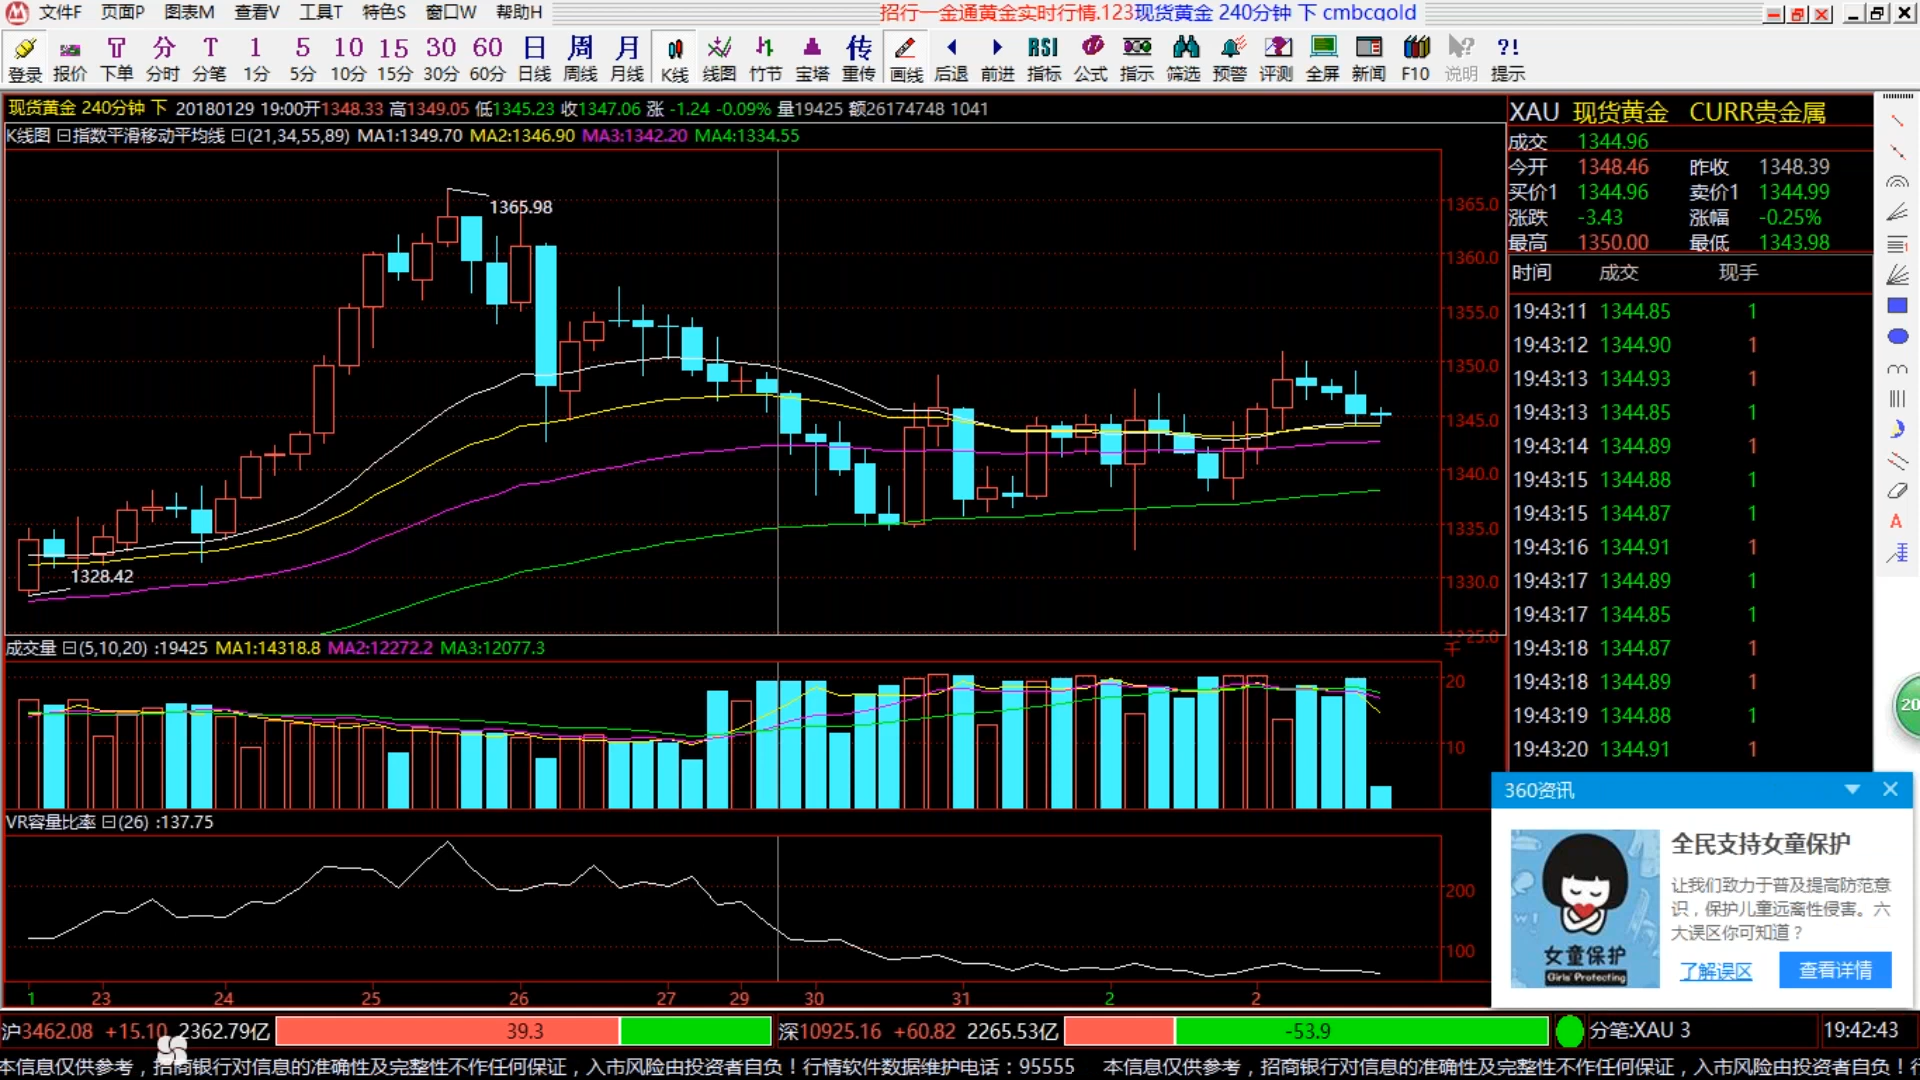 文件F 页面P 图表M 查看V 工具T 特色S 窗口W 帮助H 招行一金通黄金实时行情.123现货黄金 240分钟 下 cmbcgold
分 T 1 5 10 15 30 60 日 周 月 传 RSI ?!
登录 报价 下单 分时 分笔 1分 5分 10分 15分 30分 60分 日线 周线 月线 K线 线图 竹节 宝塔 重传 画线 后退 前进 指标 公式 指示 筛选 预警 评测 全屏 新闻 F10 说明 提示
现货黄金 240分钟 下 20180129 19:00开1348.33 高1349.05 低1345.23 收1347.06 涨 -1.24 -0.09% 量19425 额26174748 1041
K线图 日指数平滑移动平均线 日(21,34,55,89) MA1:1349.70 MA2:1346.90 MA3:1342.20 MA4:1334.55
1365.98
1328.42
1365.0
1360.0
1355.0
1350.0
1345.0
1340.0
1335.0
1330.0
1325.0
成交量 日(5,10,20) :19425 MA1:14318.8 MA2:12272.2 MA3:12077.3
千
20
10
VR容量比率 日(26) :137.75
200
100
1 23 24 25 26 27 29 30 31 2 2
XAU 现货黄金 CURR贵金属
成交 1344.96
今开 1348.46 昨收 1348.39
买价1 1344.96 卖价1 1344.99
涨跌 -3.43 涨幅 -0.25%
最高 1350.00 最低 1343.98
时间 成交 现手
19:43:11 1344.85 1
19:43:12 1344.90 1
19:43:13 1344.93 1
19:43:13 1344.85 1
19:43:14 1344.89 1
19:43:15 1344.88 1
19:43:15 1344.87 1
19:43:16 1344.91 1
19:43:17 1344.89 1
19:43:17 1344.85 1
19:43:18 1344.87 1
19:43:18 1344.89 1
19:43:19 1344.88 1
19:43:20 1344.91 1
A
20
360资讯
全民支持女童保护
让我们致力于普及提高防范意
识，保护儿童远离性侵害。六
大误区你可知道？
女童保护
Girls' Protecting
了解误区 查看详情
沪3462.08 +15.10 2362.79亿 39.3 深10925.16 +60.82 2265.53亿 -53.9 分笔:XAU 3 19:42:43
本信息仅供参考，招商银行对信息的准确性及完整性不作任何保证，入市风险由投资者自负！行情软件数据维护电话：95555 本信息仅供参考，招商银行对信息的准确性及完整性不作任何保证，入市风险由投资者自负！